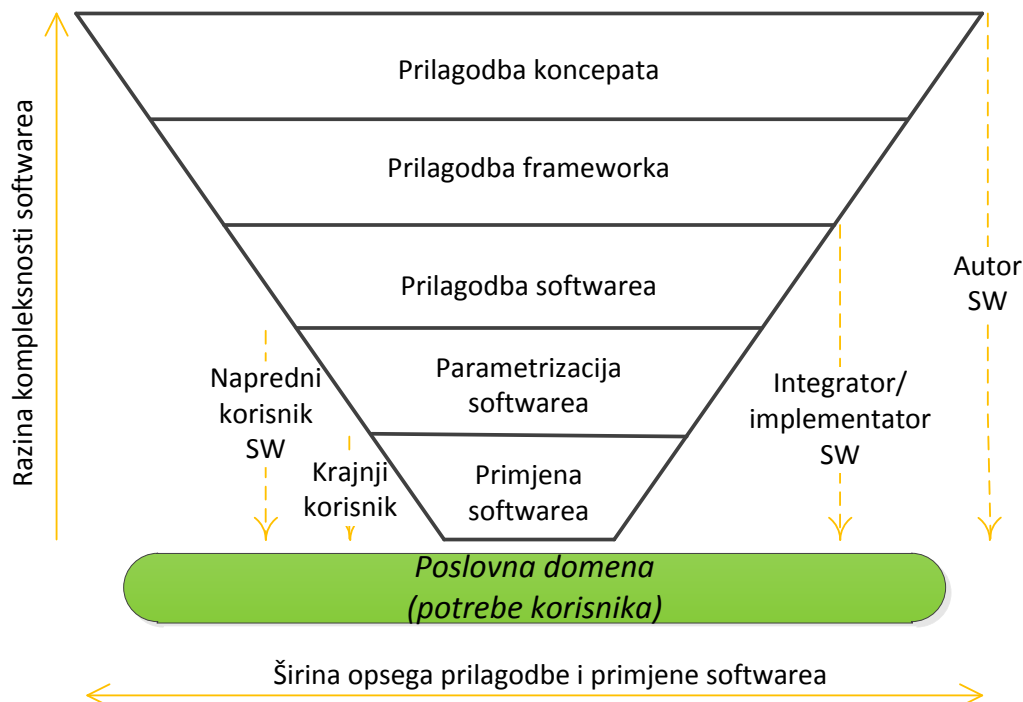 Prilagodba koncepata
Prilagodba frameworka
Prilagodba softwarea
Parametrizacija
softwarea
Primjena
softwarea
Razina kompleksnosti softwarea
Napredni
korisnik
SW
Krajnji
korisnik
Integrator/
implementator
SW
Autor
SW
Poslovna domena
(potrebe korisnika)
Širina opsega prilagodbe i primjene softwarea